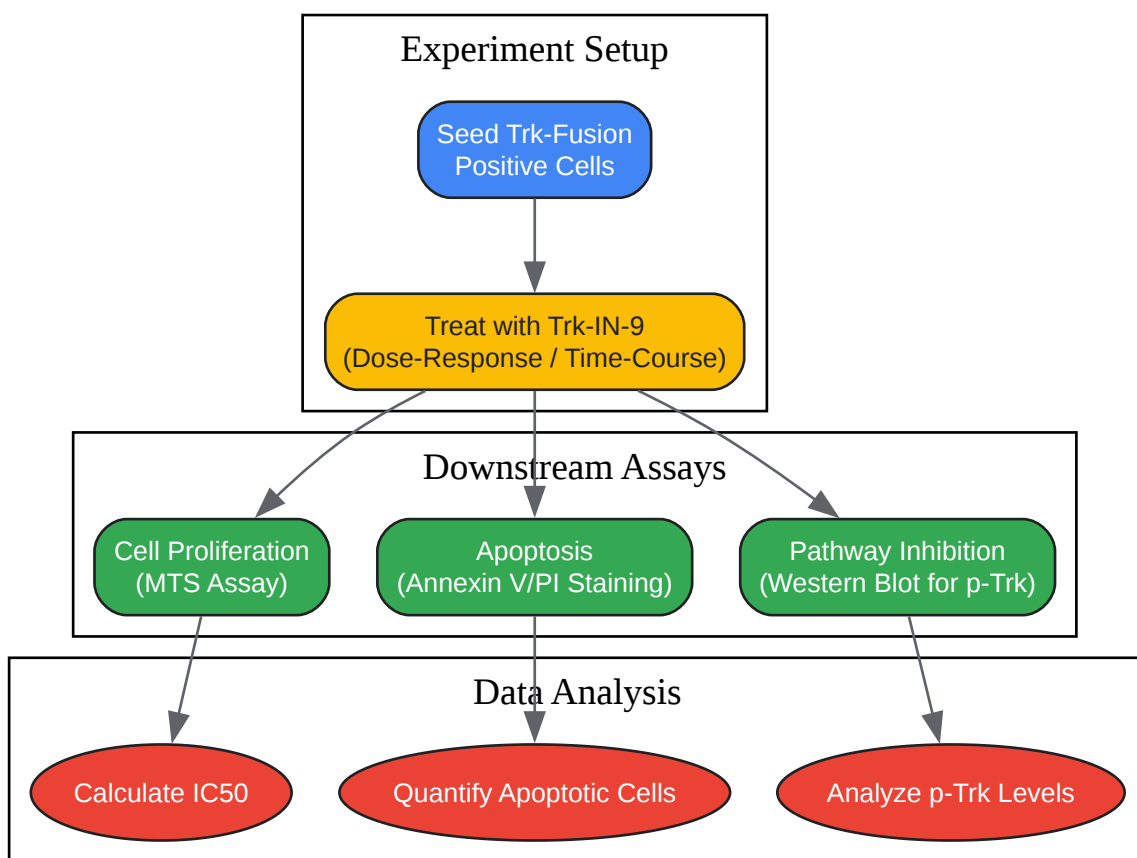 Experiment Setup
Seed Trk-Fusion
Positive Cells
Treat with Trk-IN-9
(Dose-Response / Time-Course)
Downstream Assays
Cell Proliferation
(MTS Assay)
Apoptosis
(Annexin V/PI Staining)
Pathway Inhibition
(Western Blot for p-Trk)
Data Analysis
Calculate IC50
Quantify Apoptotic Cells
Analyze p-Trk Levels